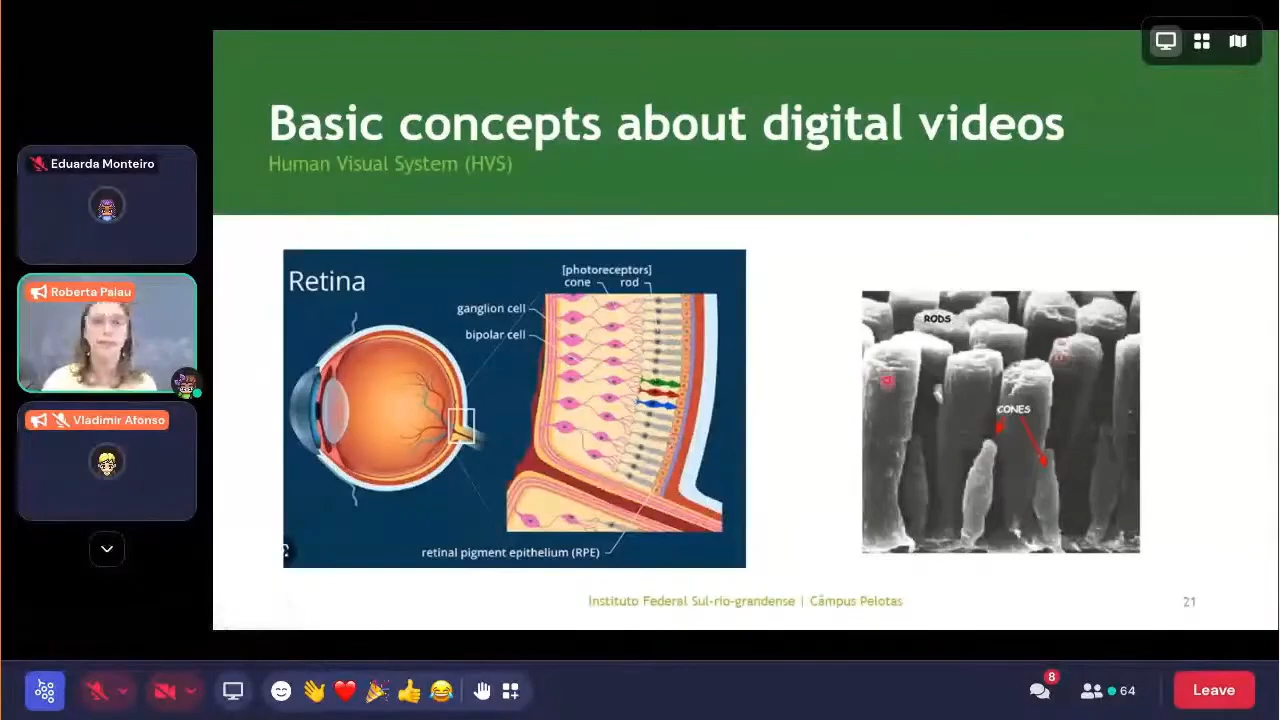 Basic concepts about digital videos
Human Visual System (HVS)
Eduarda Monteiro
Roberta Palau
Vladimir Afonso
Retina
[photoreceptors]
cone rod
ganglion cell
bipolar cell
retinal pigment epithelium (RPE)
RODS
CONES
Instituto Federal Sul-rio-grandense | Câmpus Pelotas
21
8
64
Leave